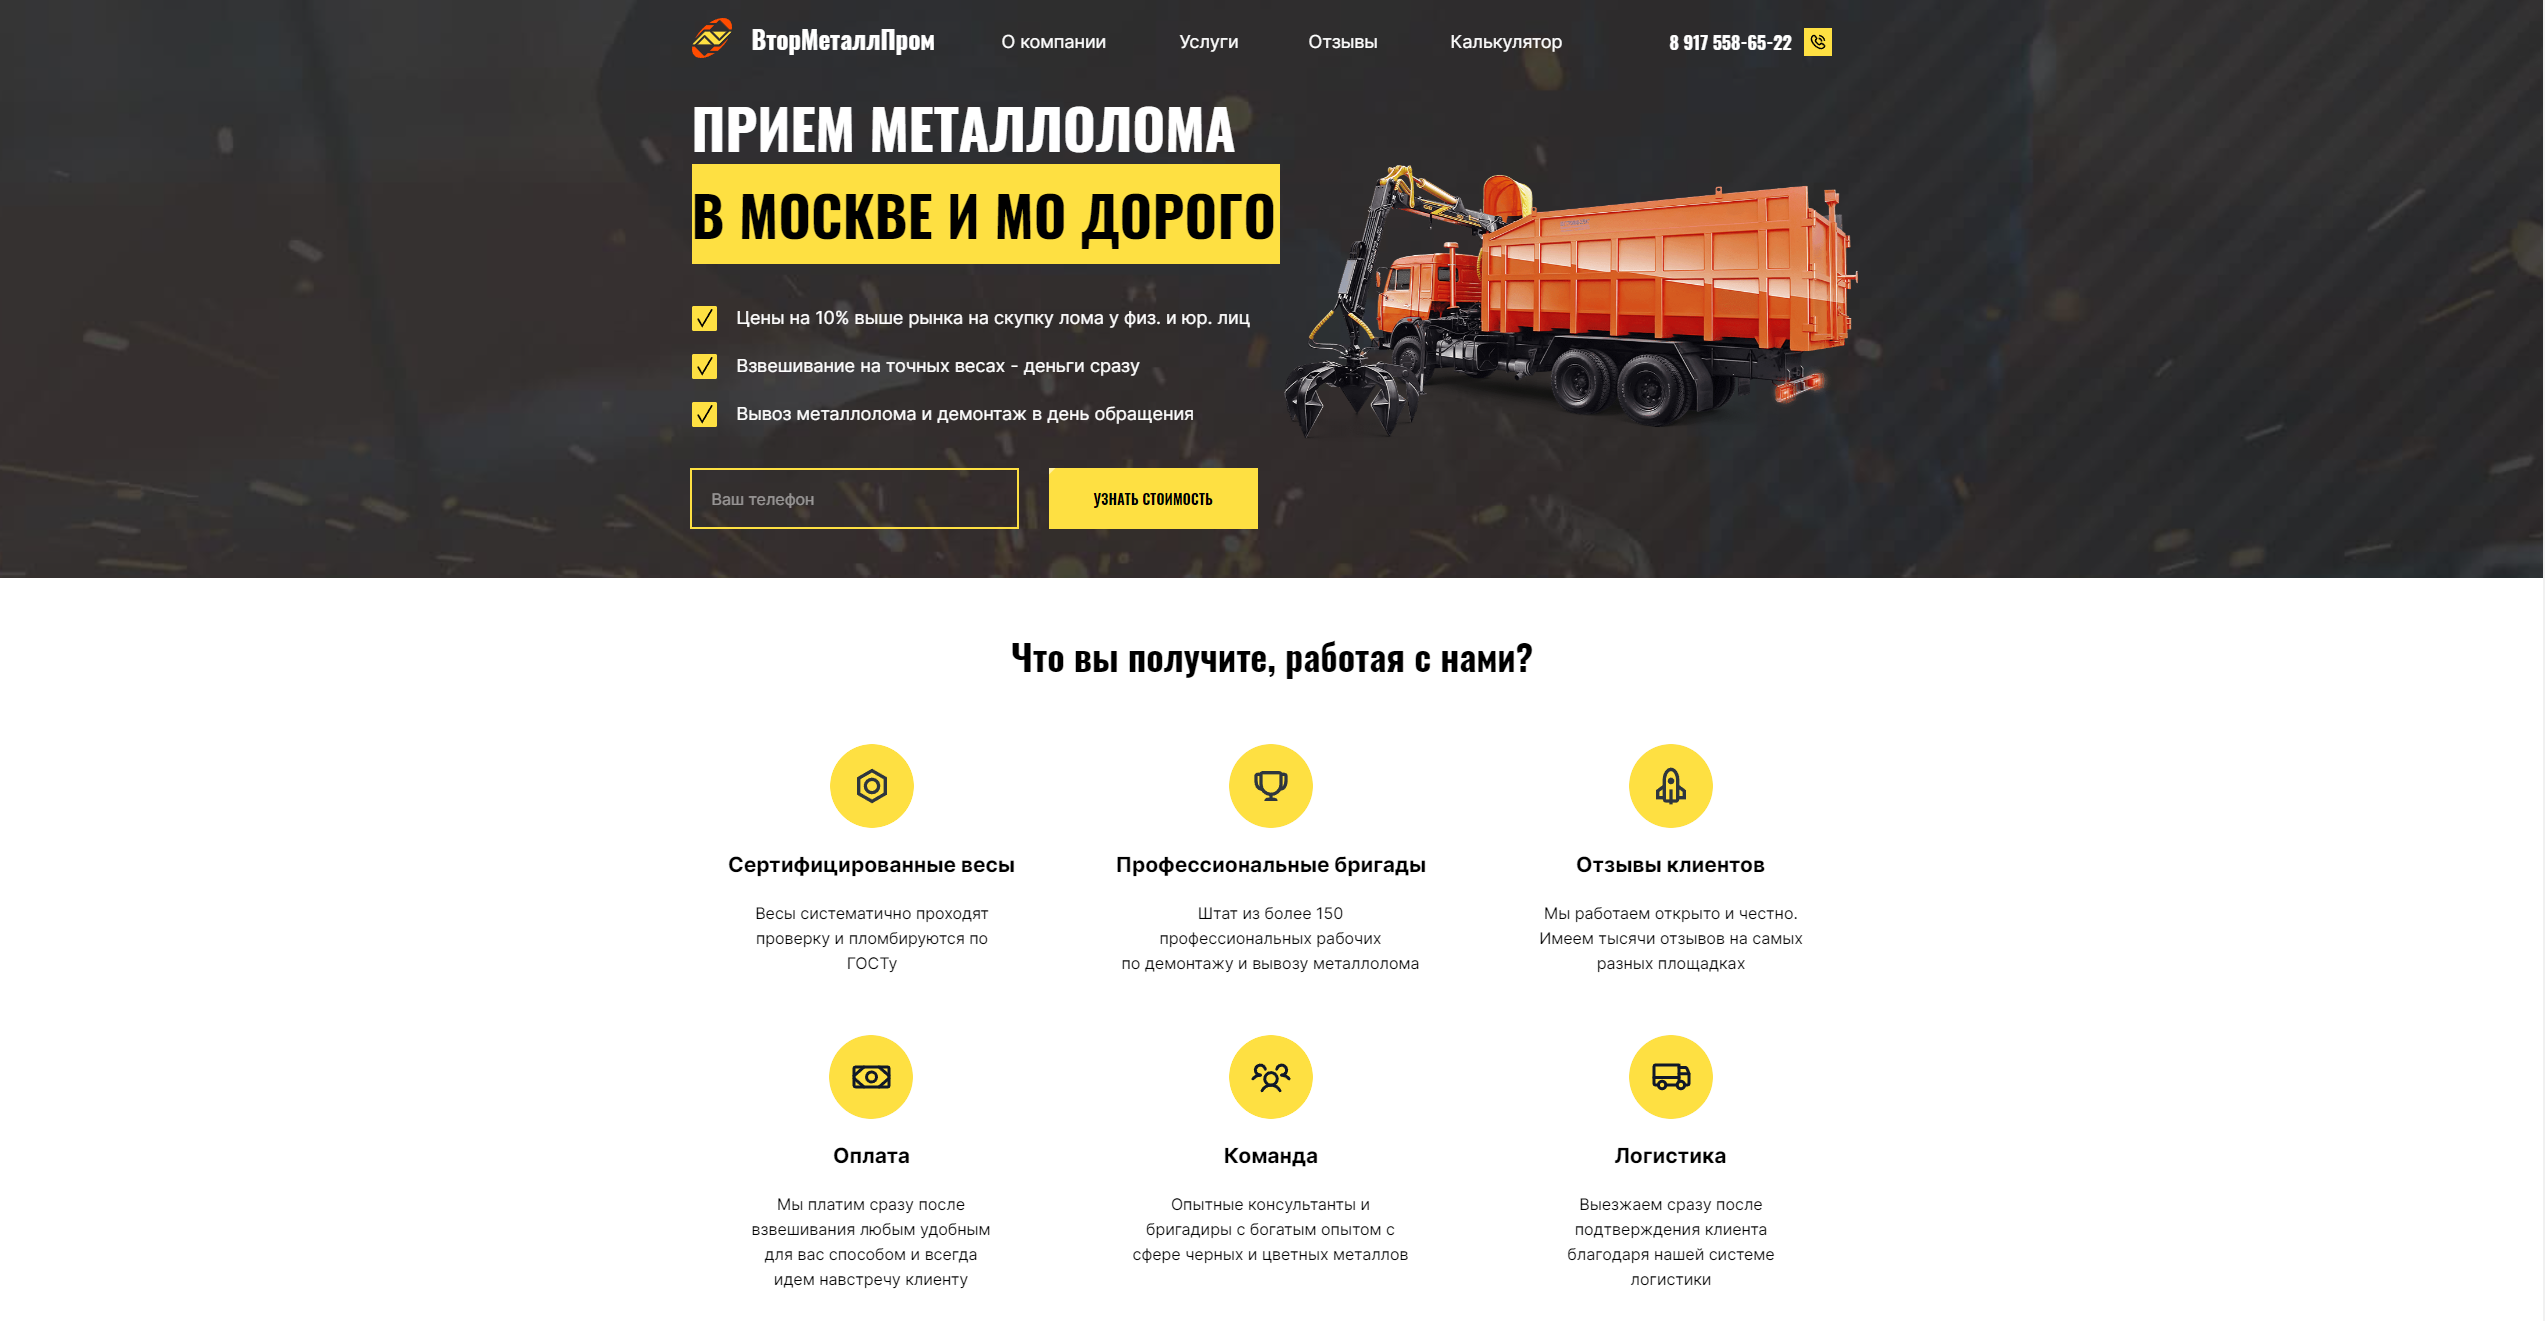 ВторМеталлПром
О компании
Услуги
Отзывы
Калькулятор
8 917 558-65-22
ПРИЕМ МЕТАЛЛОЛОМА
В МОСКВЕ И МО ДОРОГО
Цены на 10% выше рынка на скупку лома у физ. и юр. лиц
Взвешивание на точных весах - деньги сразу
Вывоз металлолома и демонтаж в день обращения
Ваш телефон
УЗНАТЬ СТОИМОСТЬ
Что вы получите, работая с нами?
Сертифицированные весы
Весы систематично проходят
проверку и пломбируются по
ГОСТу
Профессиональные бригады
Штат из более 150
профессиональных рабочих
по демонтажу и вывозу металлолома
Отзывы клиентов
Мы работаем открыто и честно.
Имеем тысячи отзывов на самых
разных площадках
Оплата
Мы платим сразу после
взвешивания любым удобным
для вас способом и всегда
идем навстречу клиенту
Команда
Опытные консультанты и
бригадиры с богатым опытом с
сфере черных и цветных металлов
Логистика
Выезжаем сразу после
подтверждения клиента
благодаря нашей системе
логистики